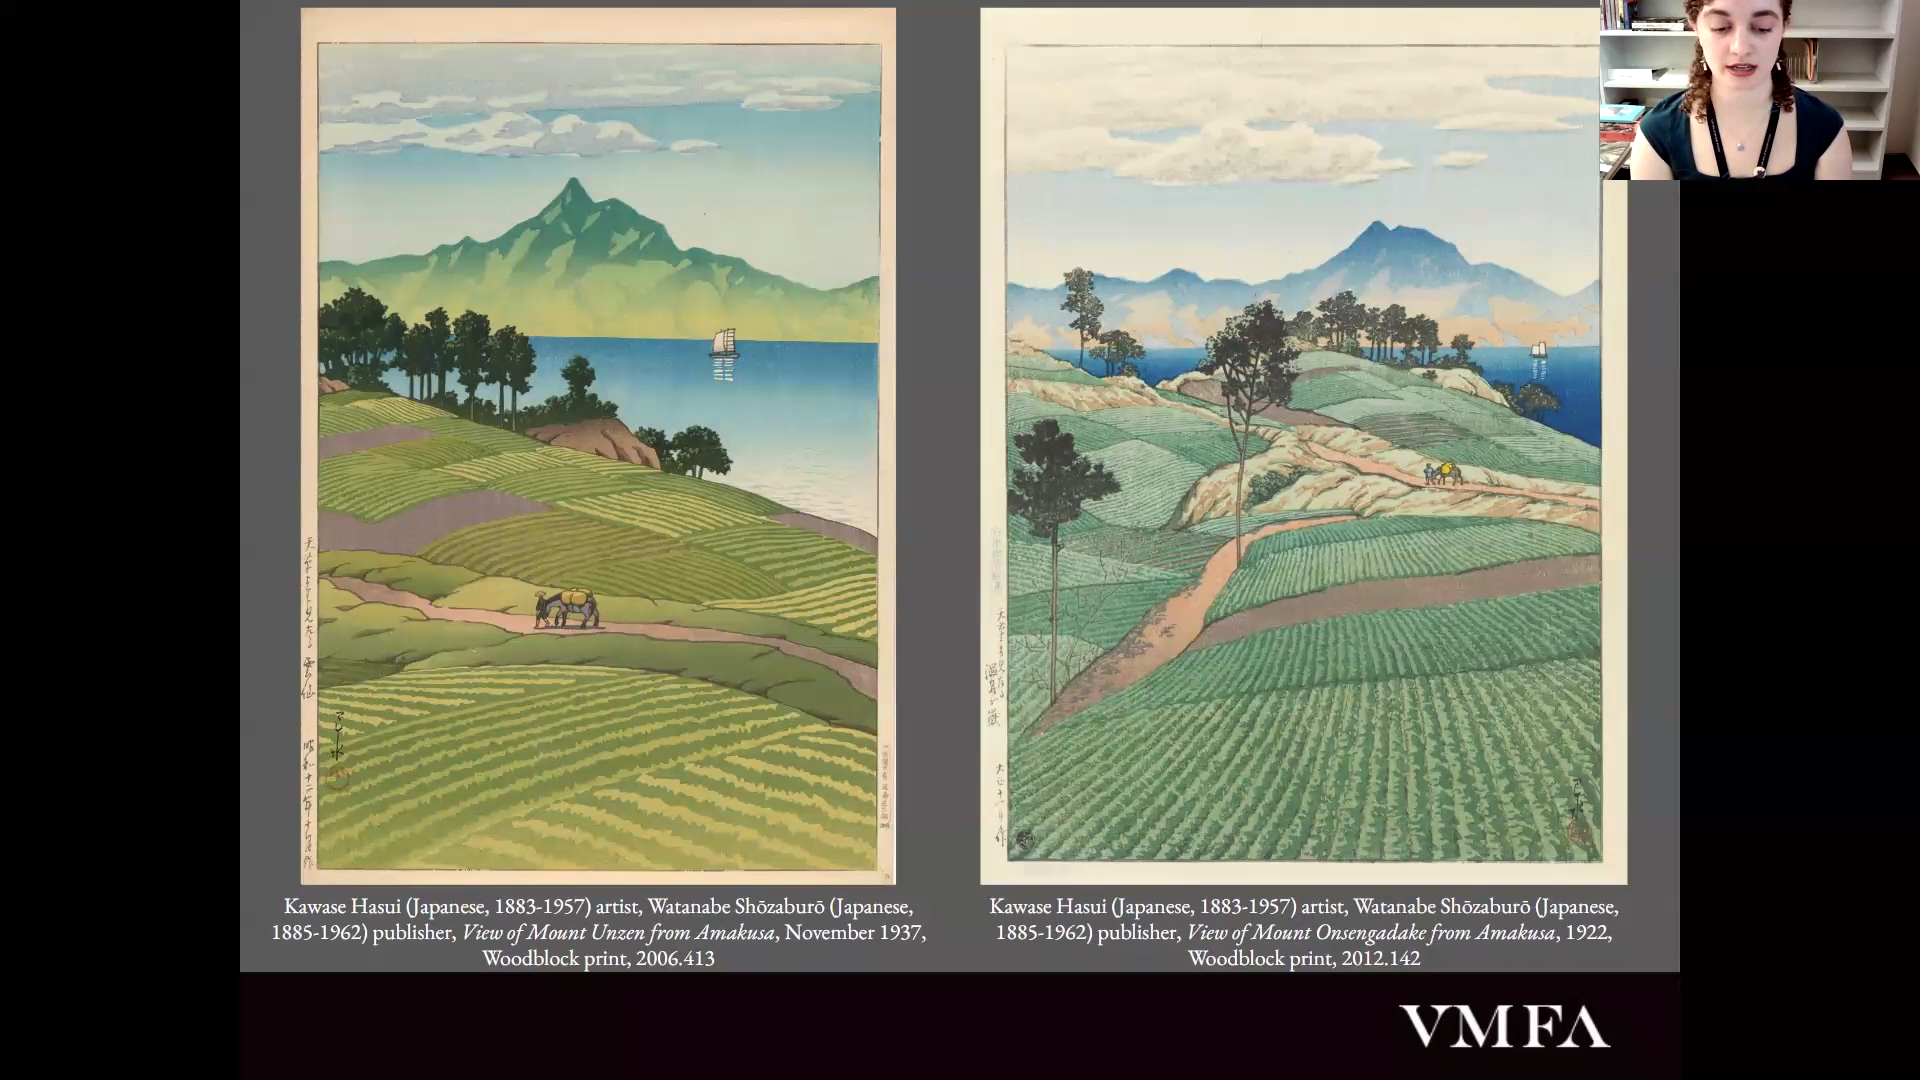 Kawase Hasui (Japanese, 1883-1957) artist, Watanabe Shōzaburō (Japanese,
1885-1962) publisher, View of Mount Unzen from Amakusa, November 1937,
Woodblock print, 2006.413
Kawase Hasui (Japanese, 1883-1957) artist, Watanabe Shōzaburō (Japanese,
1885-1962) publisher, View of Mount Onsengadake from Amakusa, 1922,
Woodblock print, 2012.142
VMFA